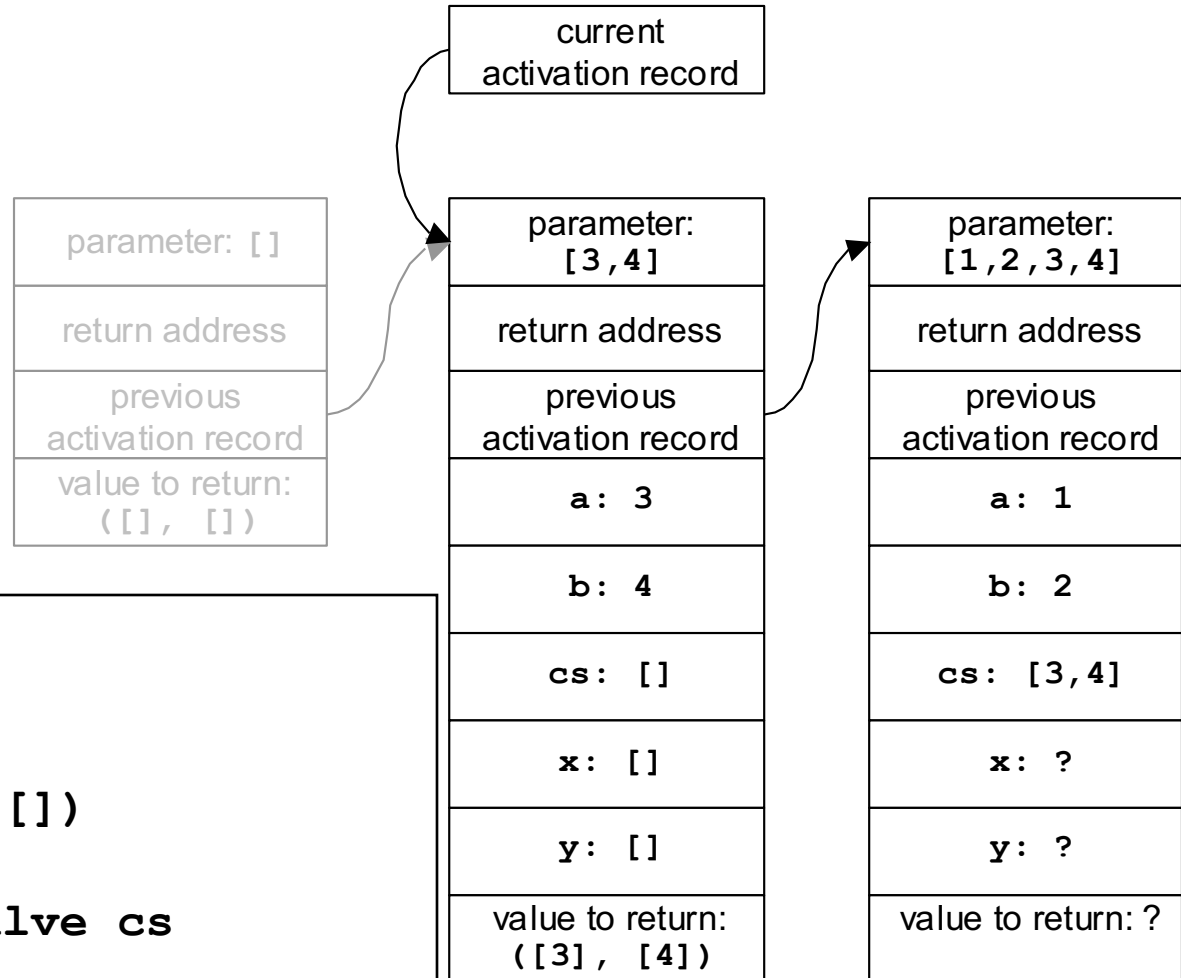 current
activation record
parameter: []
return address
previous
activation record
value to return:
([], [])
parameter:
[3,4]
return address
previous
activation record
a: 3
b: 4
cs: []
x: []
y: []
value to return:
([3], [4])
parameter:
[1,2,3,4]
return address
previous
activation record
a: 1
b: 2
cs: [3,4]
x: ?
y: ?
value to return: ?
[])
cs